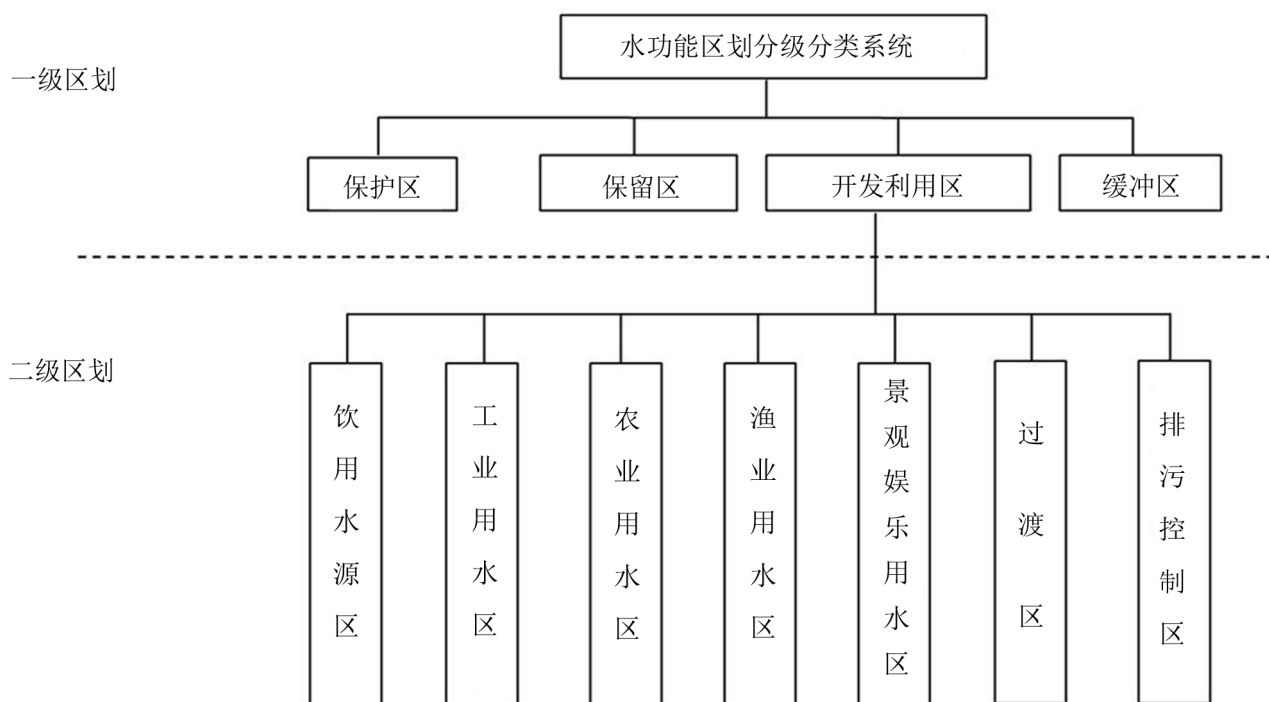 水功能区划分级分类系统
一级区划
保护区
保留区
开发利用区
缓冲区
二级区划
饮用水源区
工业用水区
农业用水区
渔业用水区
景观娱乐用水区
过渡区
排污控制区